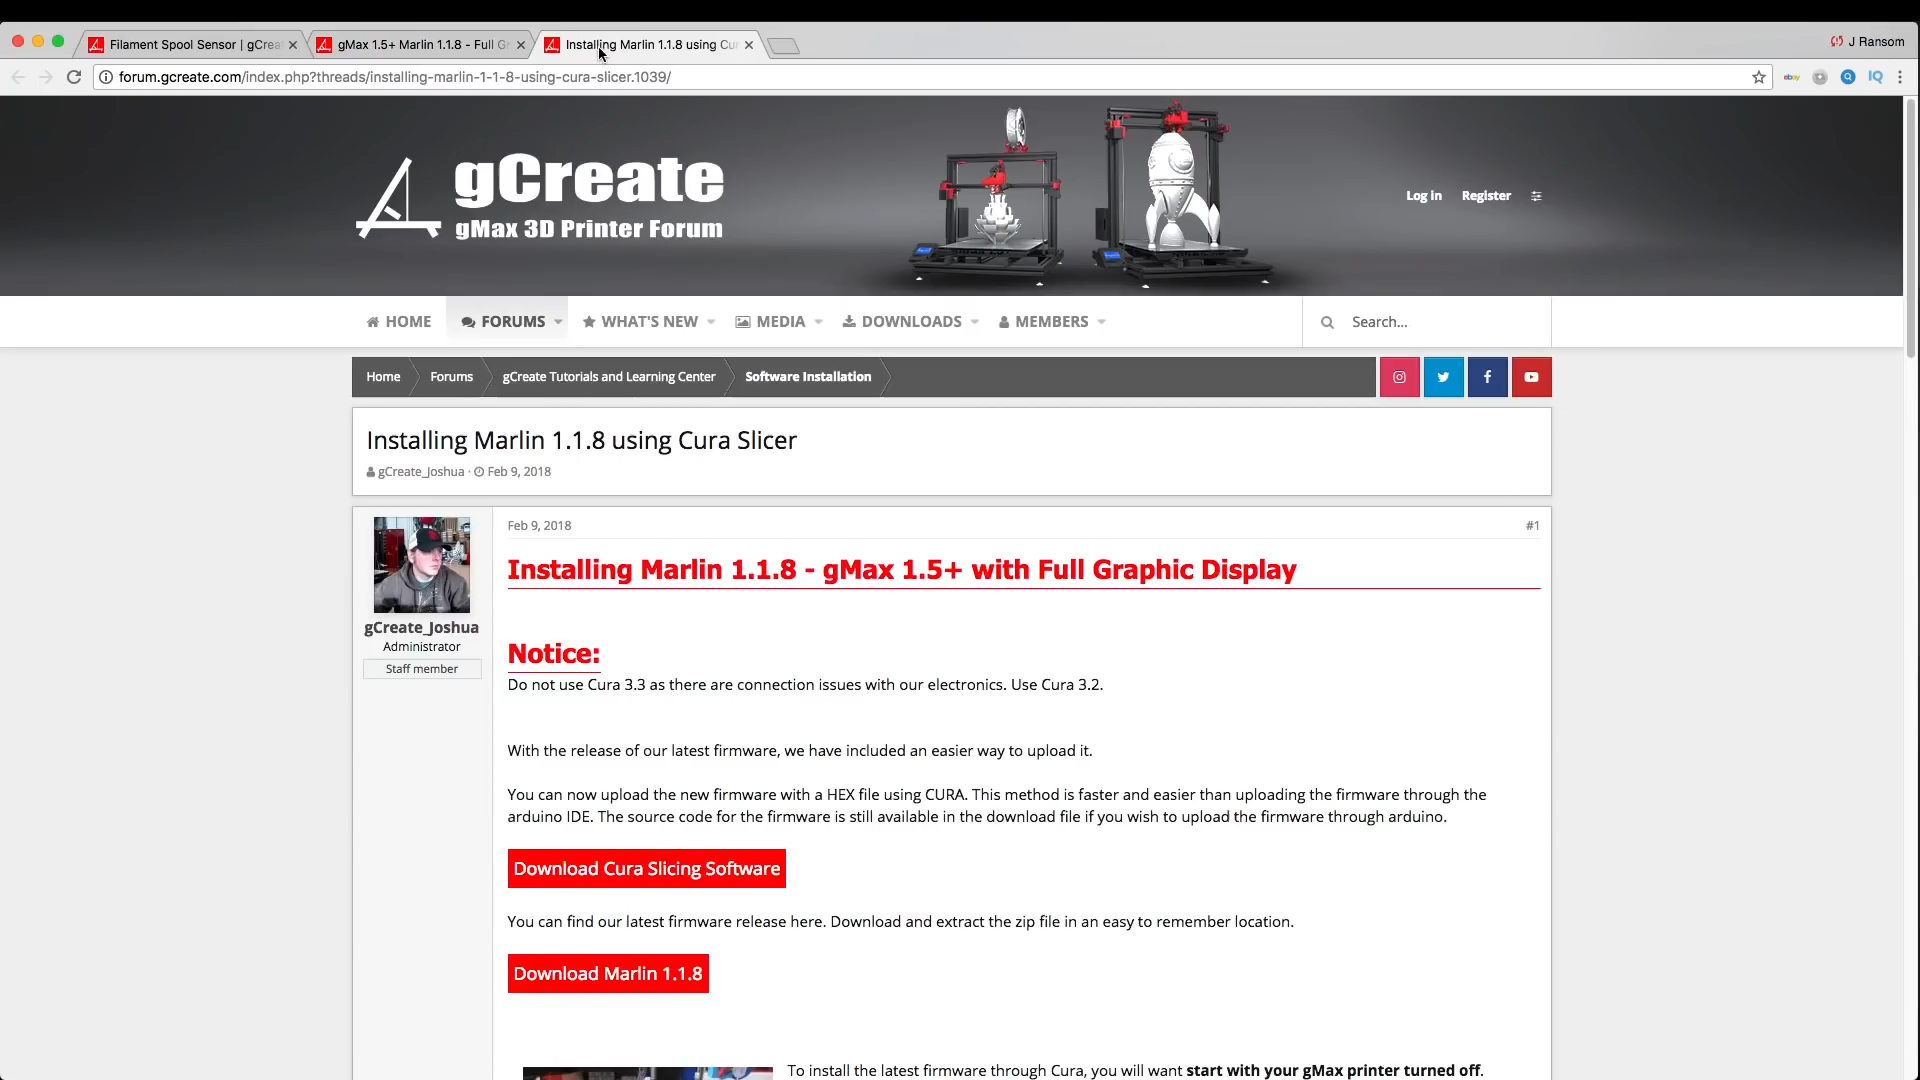 Filament Spool Sensor | gCrea
gMax 1.5+ Marlin 1.1.8 - Full G
Installing Marlin 1.1.8 using Cur
J Ransom
forum.gcreate.com/index.php?threads/installing-marlin-1-1-8-using-cura-slicer.1039/
ebay
IQ
gCreate
gMax 3D Printer Forum
Log in Register
HOME FORUMS WHAT'S NEW MEDIA DOWNLOADS MEMBERS Search...
Home Forums gCreate Tutorials and Learning Center Software Installation
Installing Marlin 1.1.8 using Cura Slicer
gCreate_Joshua · Feb 9, 2018
Feb 9, 2018 #1
Installing Marlin 1.1.8 - gMax 1.5+ with Full Graphic Display
gCreate_Joshua
Administrator
Staff member
Notice:
Do not use Cura 3.3 as there are connection issues with our electronics. Use Cura 3.2.
With the release of our latest firmware, we have included an easier way to upload it.
You can now upload the new firmware with a HEX file using CURA. This method is faster and easier than uploading the firmware through the
arduino IDE. The source code for the firmware is still available in the download file if you wish to upload the firmware through arduino.
Download Cura Slicing Software
You can find our latest firmware release here. Download and extract the zip file in an easy to remember location.
Download Marlin 1.1.8
To install the latest firmware through Cura, you will want start with your gMax printer turned off.